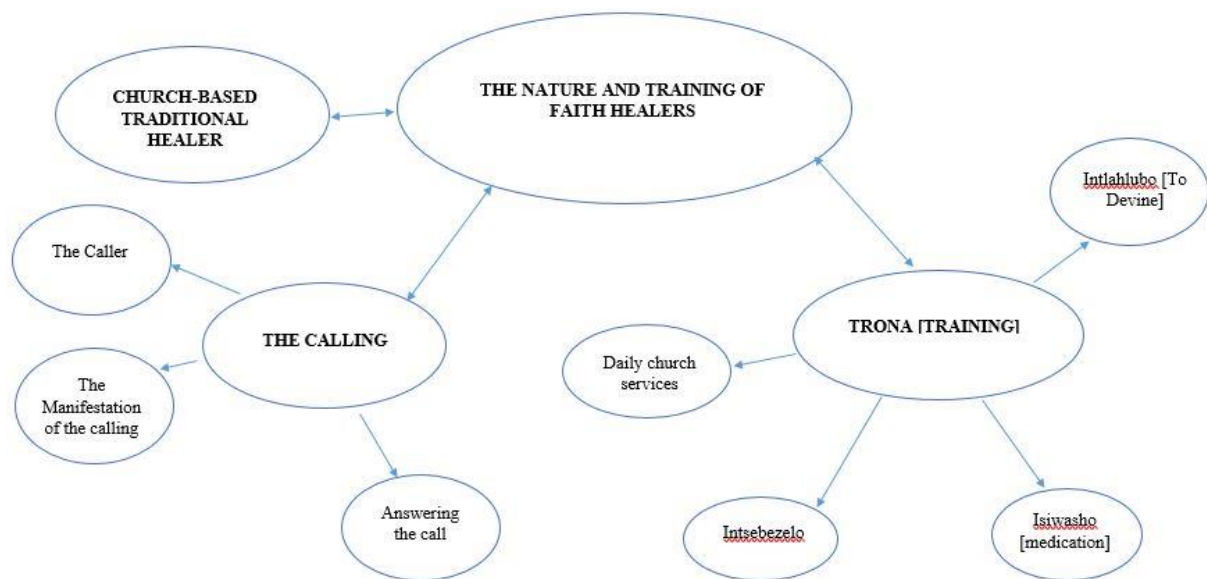 CHURCH-BASED
TRADITIONAL
HEALER
THE NATURE AND TRAINING OF
FAITH HEALERS
Intlahlubo [To
Devine]
The Caller
THE CALLING
TRONA [TRAINING]
Daily church
services
The
Manifestation
of the calling
Answering
the call
Intsebezelo
Isiwasho
[medication]